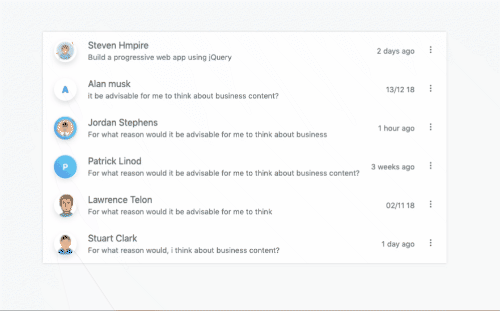 Steven Hmpire
Build a progressive web app using jQuery
2 days ago
A
Alan musk
it be advisable for me to think about business content?
13/12 18
Jordan Stephens
For what reason would it be advisable for me to think about business
1 hour ago
P
Patrick Linod
For what reason would it be advisable for me to think about business content?
3 weeks ago
Lawrence Telon
For what reason would it be advisable for me to think
02/11 18
Stuart Clark
For what reason would, i think about business content?
1 day ago